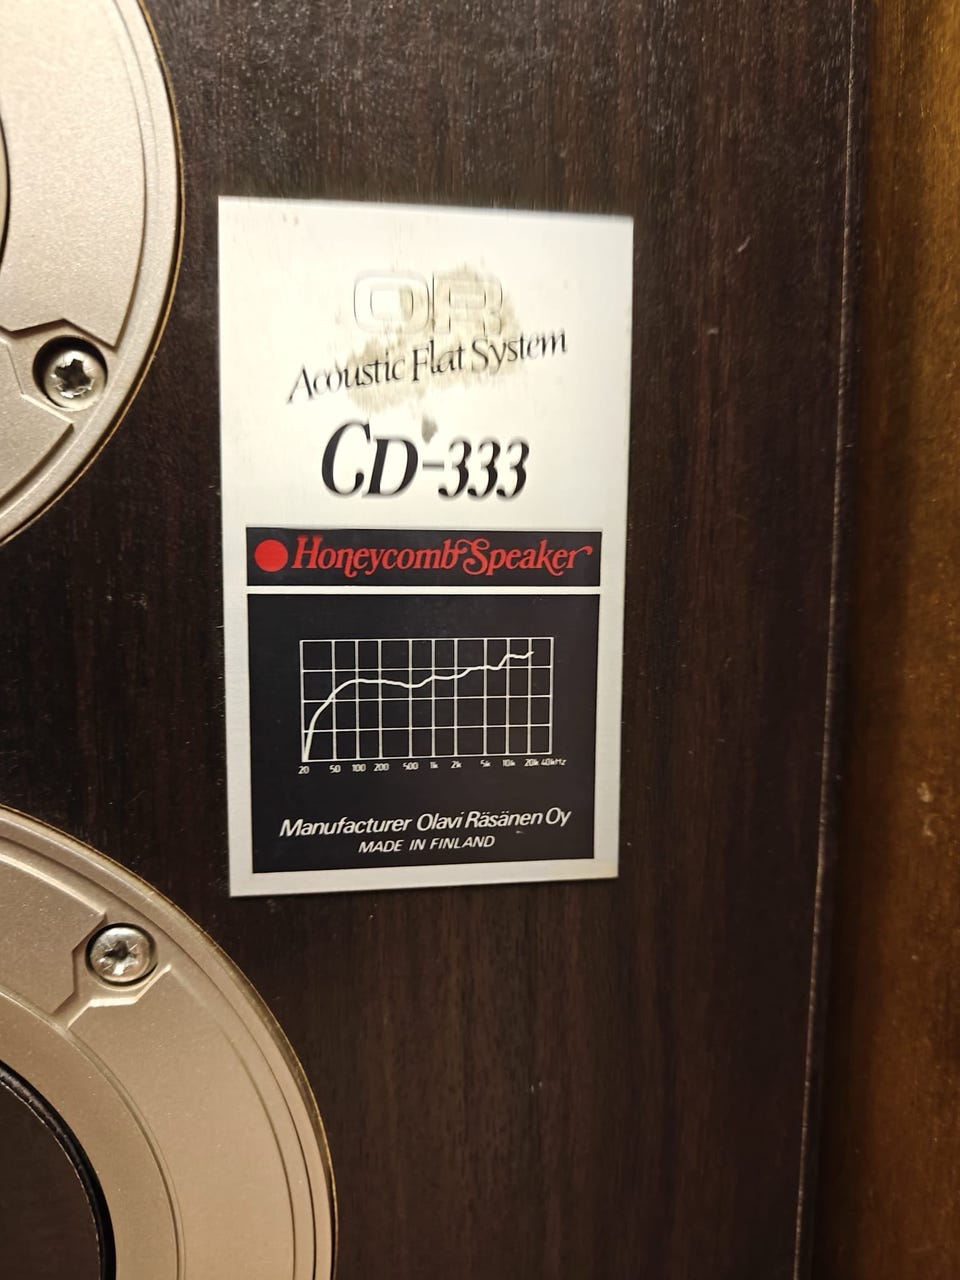 OR
Acoustic Flat System
CD-333
Honeycomb Speaker
20 50 100 200 500 1k 2k 5k 10k 20k 40kHz
Manufacturer Olavi Räsänen Oy
MADE IN FINLAND